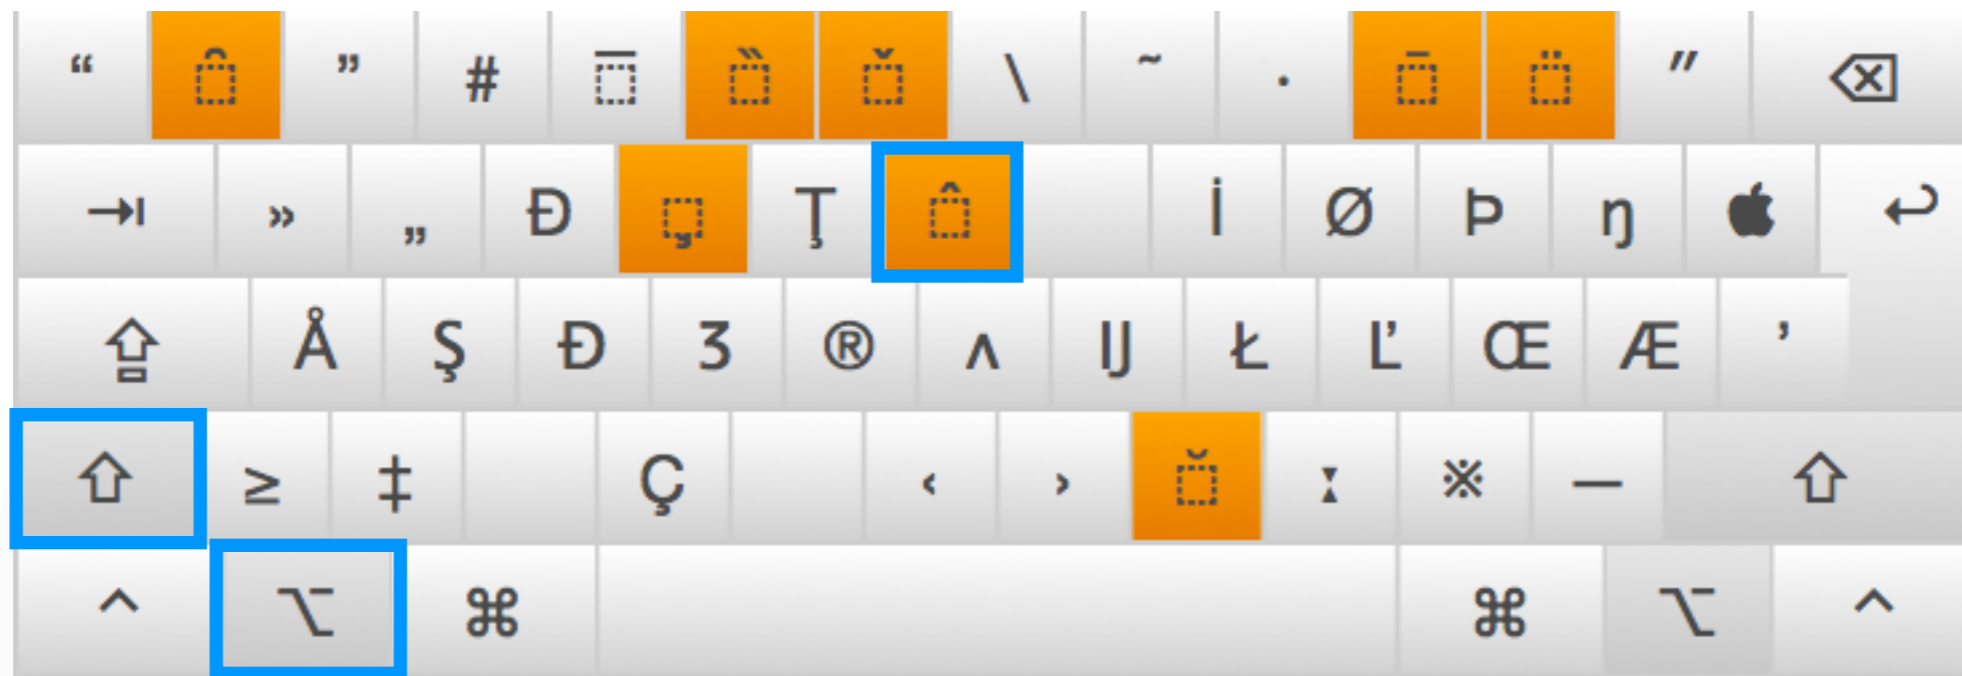 “ ◌̑ ” # ◌̅ ◌̏ ◌̌ \ ˜ · ◌̄ ◌̈ ″ ⌫
⇥ » „ Đ ◌̦ Ţ ◌̂ İ Ø Þ ŋ  ↩
⇪ Å Ş Ð Ʒ ® ʌ IJ Ł Ľ Œ Æ ’
⇧ ≥ ‡ Ç ‹ › ◌̆ ː ※ — ⇧
^ ⌥ ⌘ ⌘ ⌥ ^